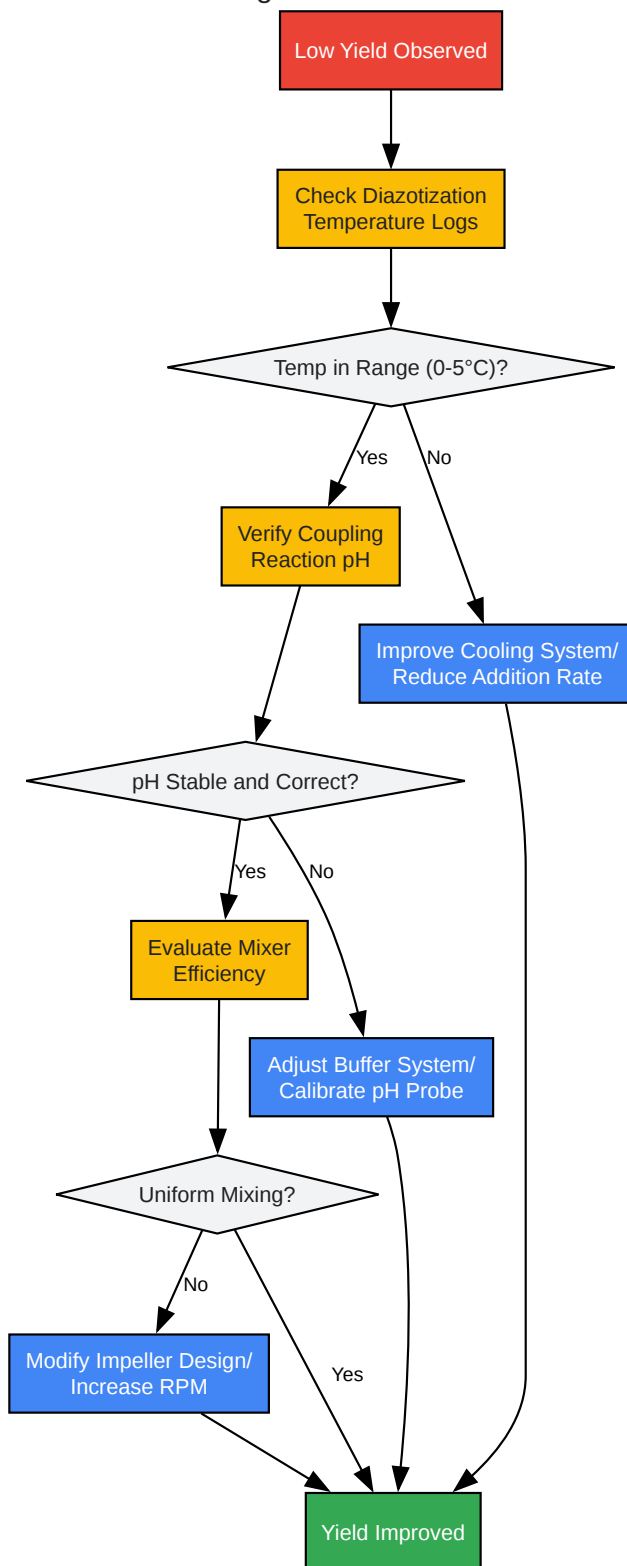 Low Yield Observed
Check Diazotization
Temperature Logs
Temp in Range (0-5°C)?
Yes
No
Verify Coupling
Reaction pH
Improve Cooling System/
Reduce Addition Rate
pH Stable and Correct?
Yes
No
Evaluate Mixer
Efficiency
Adjust Buffer System/
Calibrate pH Probe
Uniform Mixing?
No
Yes
Modify Impeller Design/
Increase RPM
Yield Improved